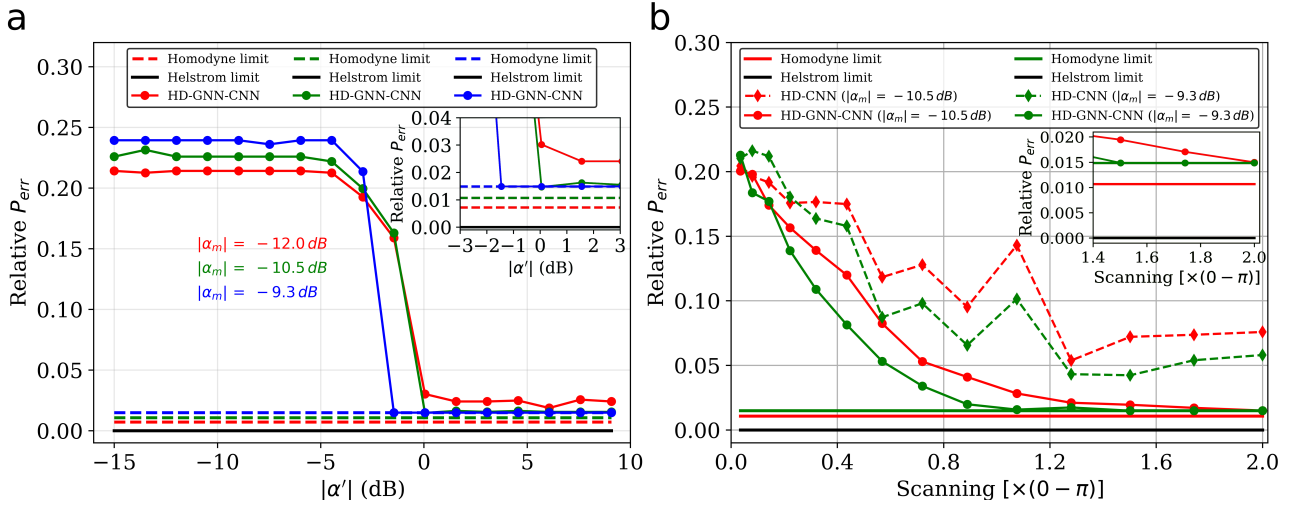 a
Homodyne limit Homodyne limit Homodyne limit
Helstrom limit Helstrom limit Helstrom limit
HD-GNN-CNN HD-GNN-CNN HD-GNN-CNN
Relative P_err
0.30
0.25
0.20
0.15
0.10
0.05
0.00
−15 −10 −5 0 5 10
|α′| (dB)
|α_m| = −12.0 dB
|α_m| = −10.5 dB
|α_m| = −9.3 dB
Relative P_err
0.04
0.03
0.02
0.01
0.00
−3 −2 −1 0 1 2 3
|α′| (dB)
b
Homodyne limit Homodyne limit
Helstrom limit Helstrom limit
HD-CNN (|α_m| = −10.5 dB) HD-CNN (|α_m| = −9.3 dB)
HD-GNN-CNN (|α_m| = −10.5 dB) HD-GNN-CNN (|α_m| = −9.3 dB)
Relative P_err
0.30
0.25
0.20
0.15
0.10
0.05
0.00
0.0 0.4 0.8 1.2 1.6 2.0
Scanning [×(0 − π)]
Relative P_err
0.020
0.015
0.010
0.005
0.000
1.4 1.6 1.8 2.0
Scanning [×(0 − π)]